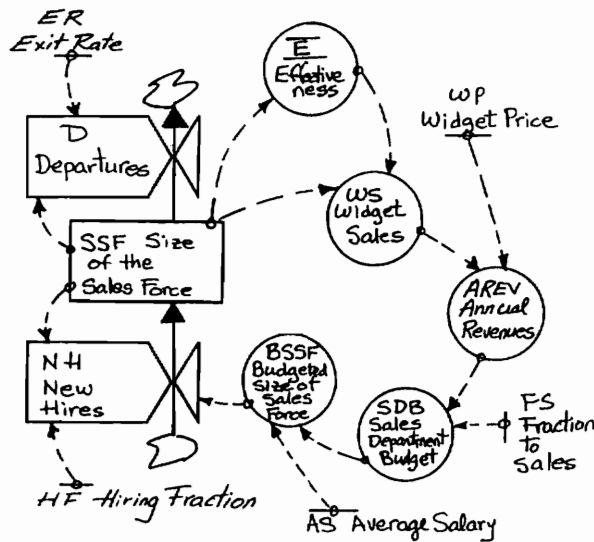 ER
Exit Rate
E
Effective
ness
WP
Widget Price
D
Departures
WS
Widget
Sales
SSF Size
of the
Sales Force
AREV
Annual
Revenues
NH
New
Hires
BSSF
Budgeted
Size of
Sales
Force
SDB
Sales
Department
Budget
FS
Fraction
to
Sales
HF Hiring Fraction
AS Average Salary